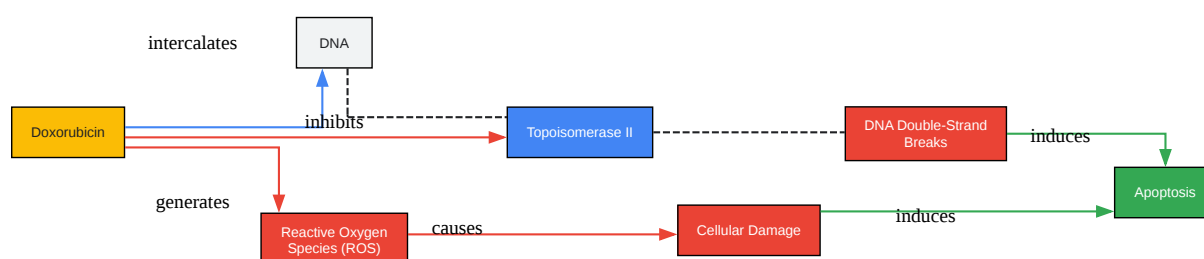 intercalates
DNA
Doxorubicin
inhibits
Topoisomerase II
DNA Double-Strand
Breaks
induces
generates
Reactive Oxygen
Species (ROS)
causes
Cellular Damage
induces
Apoptosis